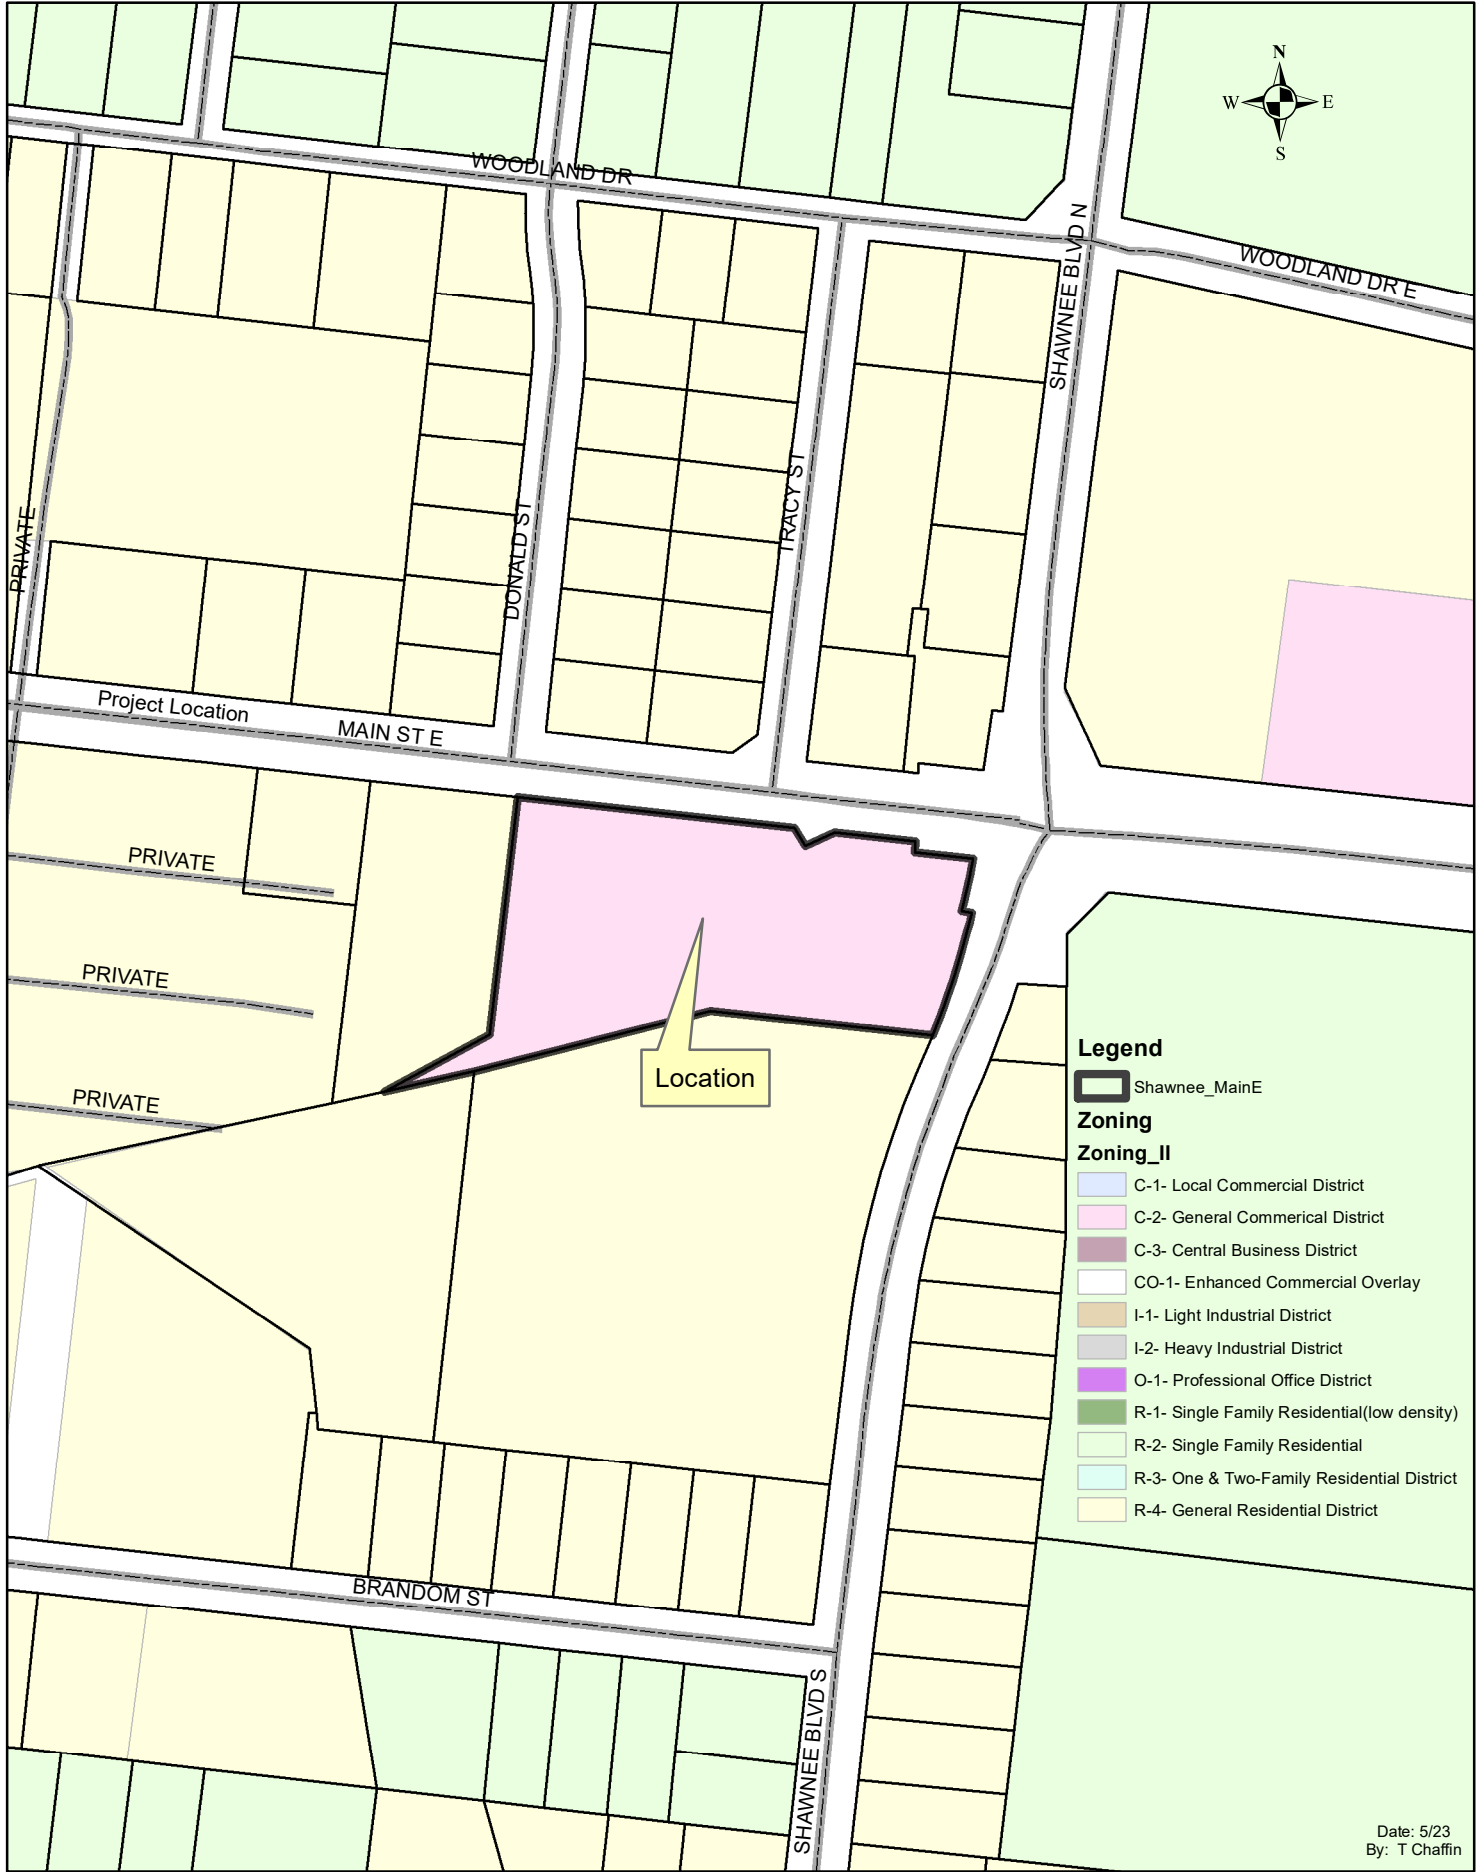 N
W E
S
WOODLAND DR
SHAWNEE BLVD N
WOODLAND DR E
PRIVATE
DONALD ST
TRACY ST
Project Location
MAIN ST E
PRIVATE
PRIVATE
PRIVATE
Location
Legend
Shawnee_MainE
Zoning
Zoning_II
C-1- Local Commercial District
C-2- General Commerical District
C-3- Central Business District
CO-1- Enhanced Commercial Overlay
I-1- Light Industrial District
I-2- Heavy Industrial District
O-1- Professional Office District
R-1- Single Family Residential(low density)
R-2- Single Family Residential
R-3- One & Two-Family Residential District
R-4- General Residential District
BRANDOM ST
SHAWNEE BLVD S
Date: 5/23
By: T Chaffin